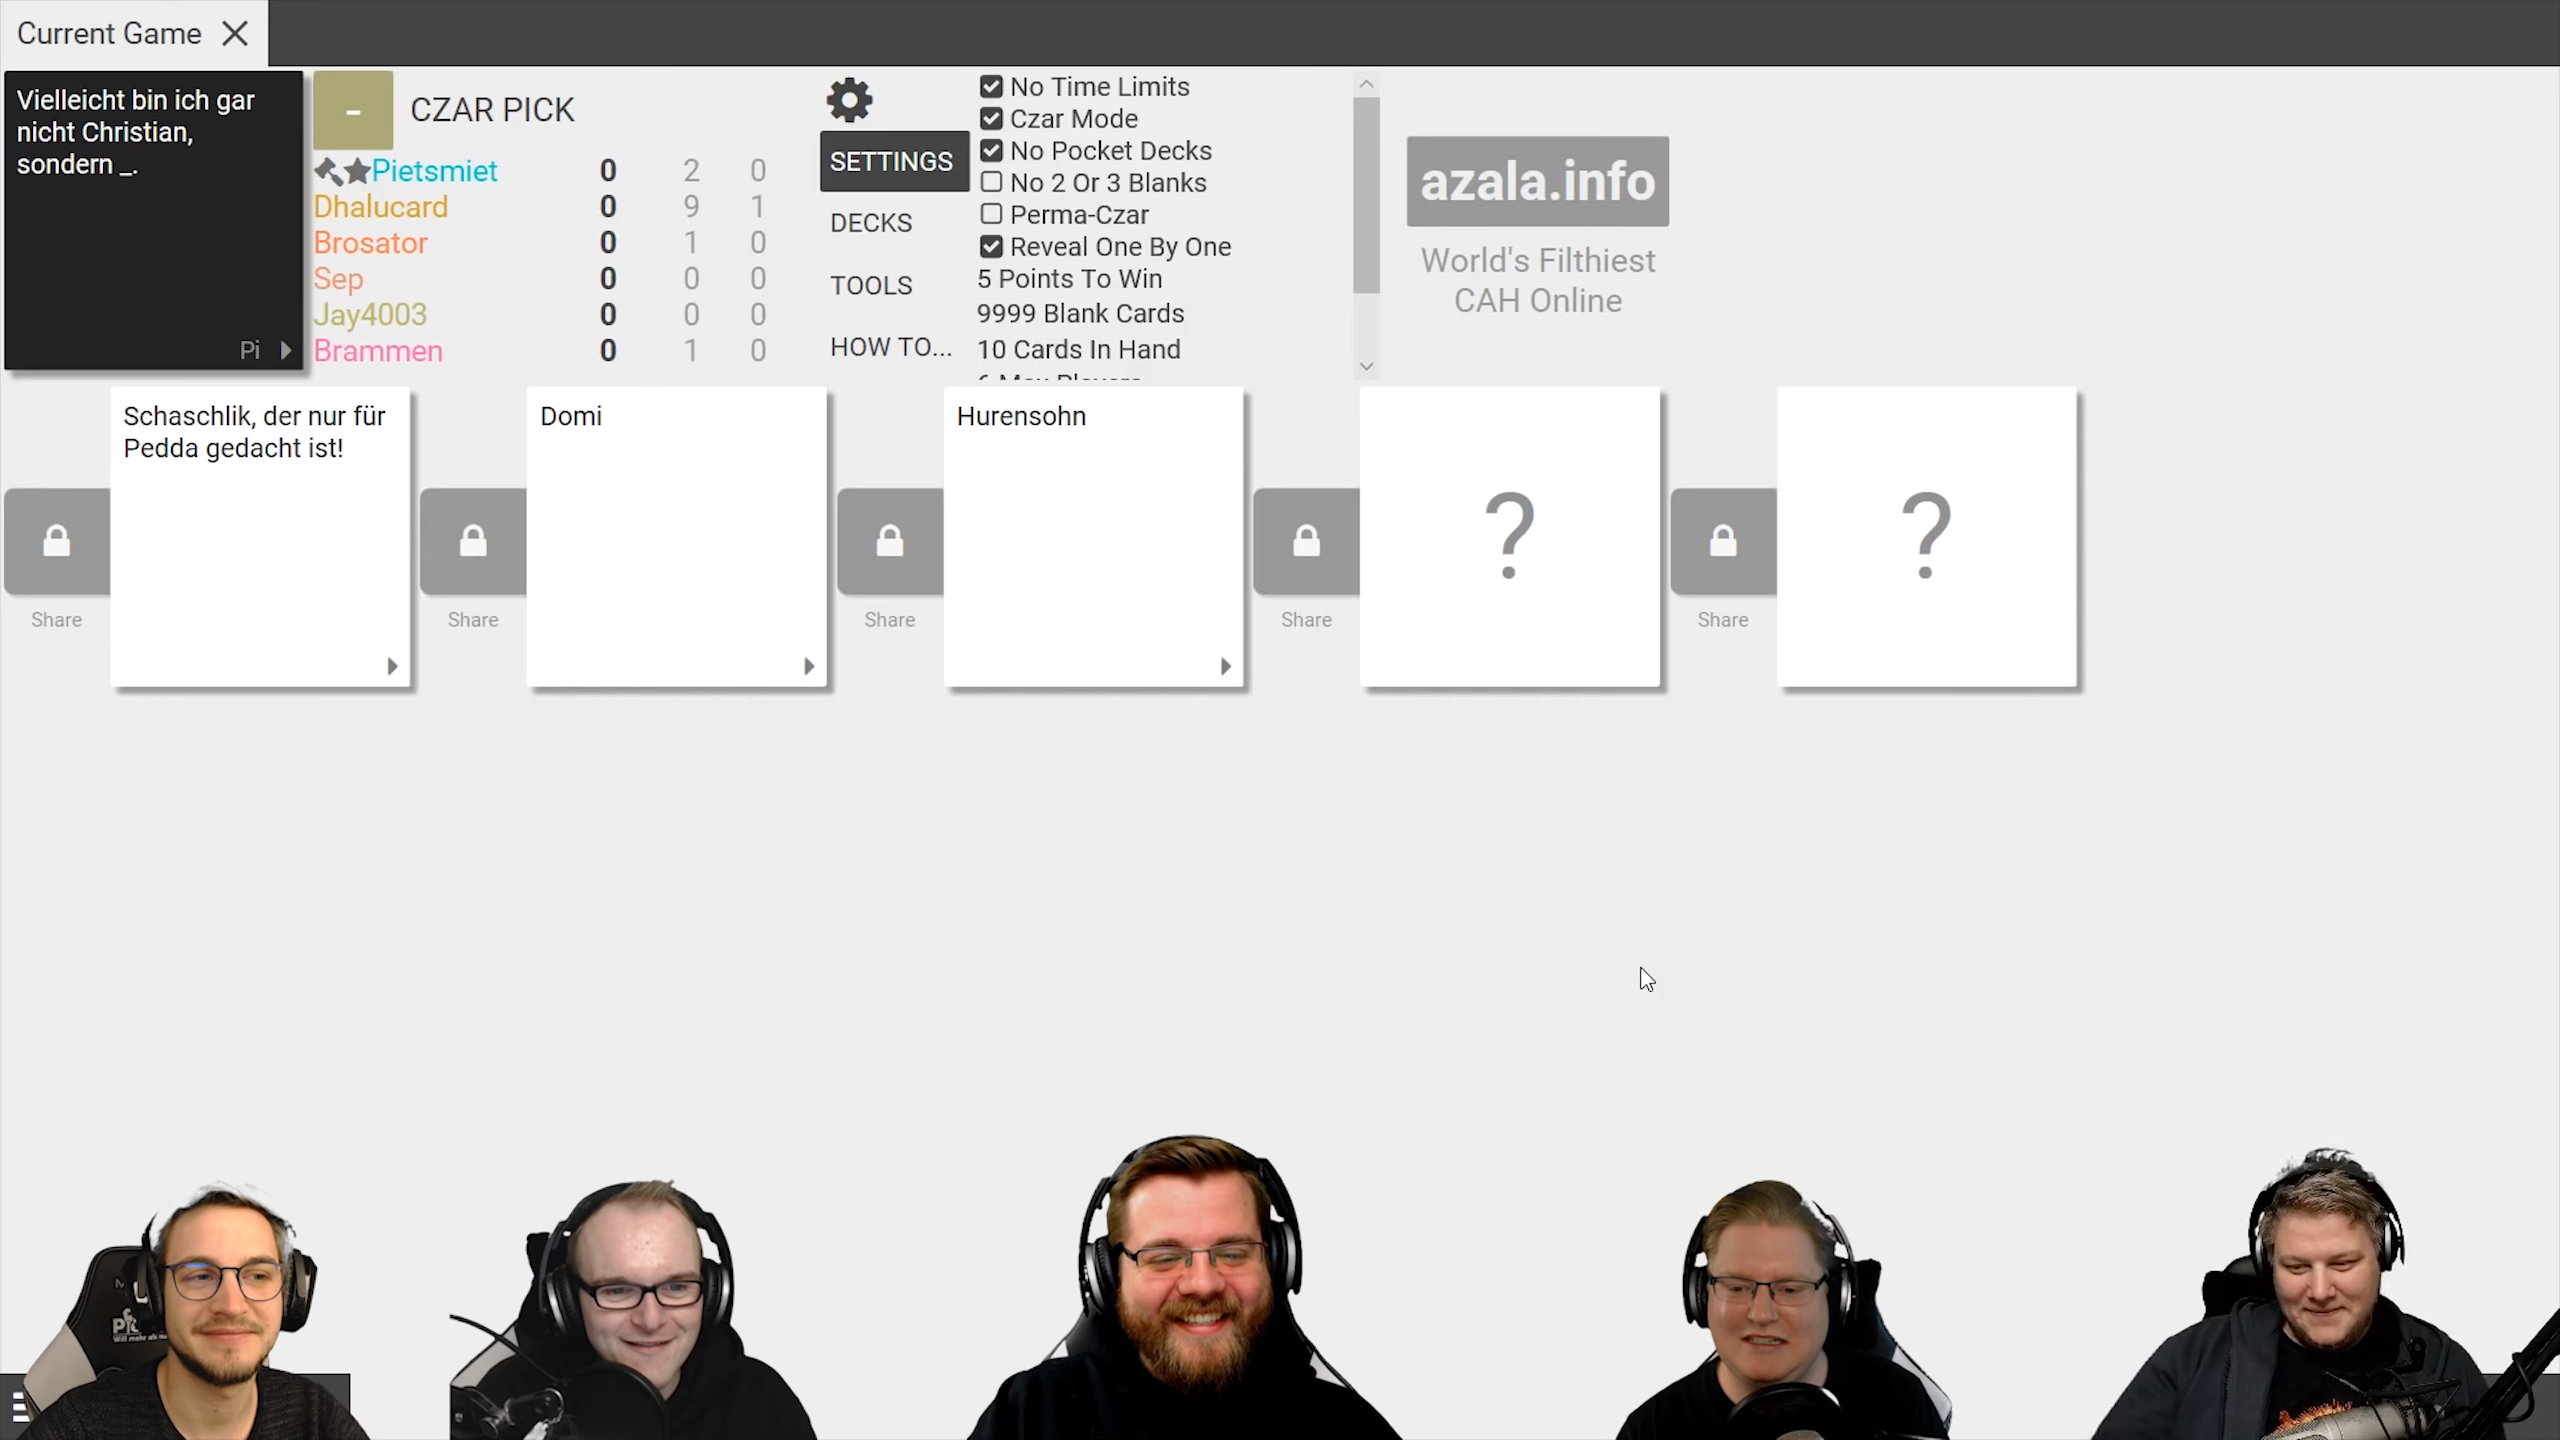 Current Game
Vielleicht bin ich gar
nicht Christian,
sondern _.
Pi
-
CZAR PICK
Pietsmiet 0 2 0
Dhalucard 0 9 1
Brosator 0 1 0
Sep 0 0 0
Jay4003 0 0 0
Brammen 0 1 0
SETTINGS
DECKS
TOOLS
HOW TO...
No Time Limits
Czar Mode
No Pocket Decks
No 2 Or 3 Blanks
Perma-Czar
Reveal One By One
5 Points To Win
9999 Blank Cards
10 Cards In Hand
6 Max Players
azala.info
World's Filthiest
CAH Online
Share
Schaschlik, der nur für
Pedda gedacht ist!
Share
Domi
Share
Hurensohn
Share
?
Share
?